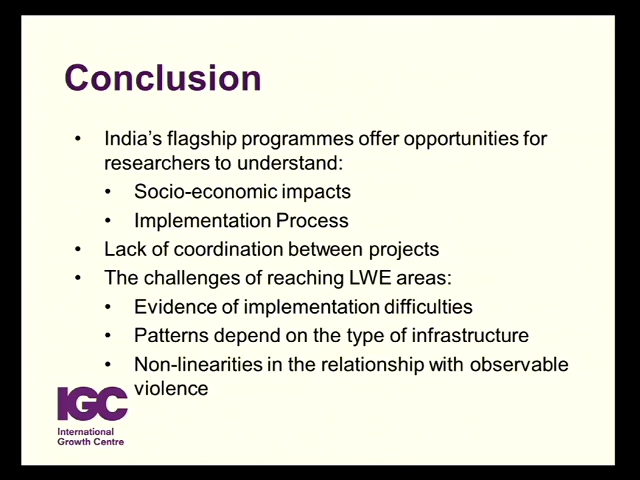 Conclusion
• India's flagship programmes offer opportunities for
researchers to understand:
• Socio-economic impacts
• Implementation Process
• Lack of coordination between projects
• The challenges of reaching LWE areas:
• Evidence of implementation difficulties
• Patterns depend on the type of infrastructure
• Non-linearities in the relationship with observable
violence
IGC
International
Growth Centre